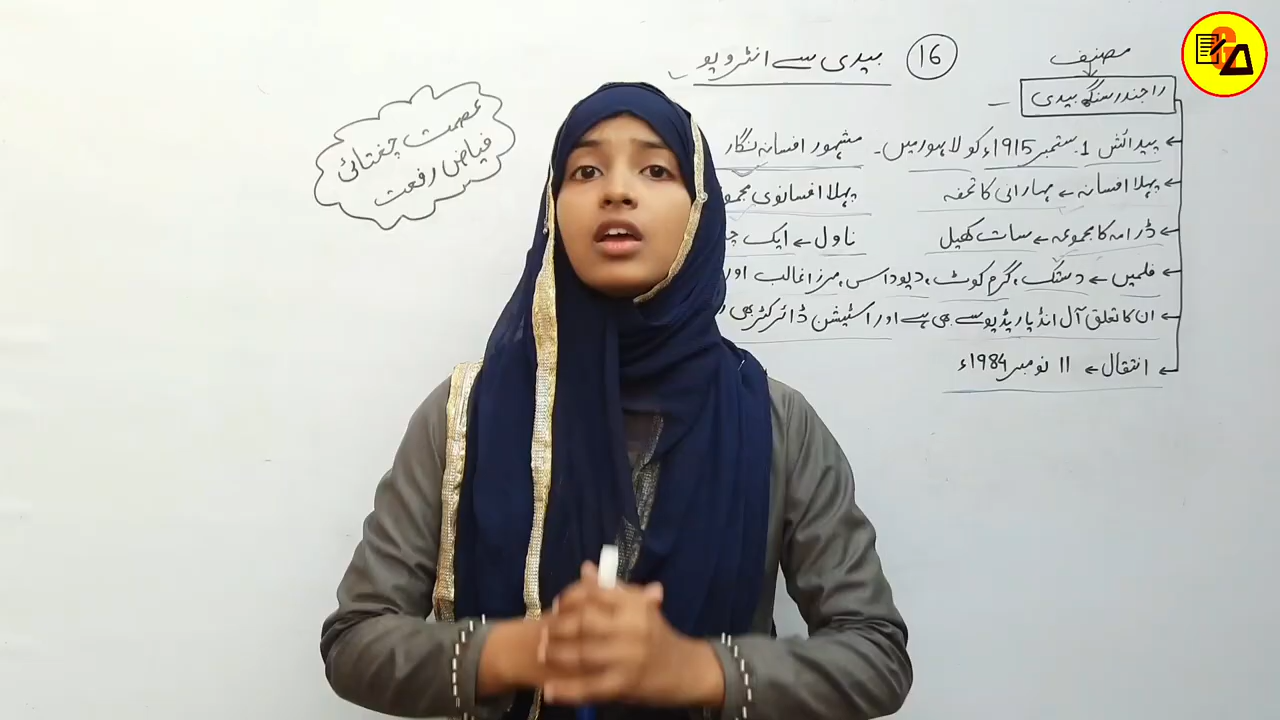 مصنف
16 بیدی سے انٹرویو
راجندر سنگھ بیدی
پیدائش 1 ستمبر 1915ء کو لاہور میں۔ مشہور افسانہ نگار
پہلا افسانہ ← مہارانی کا تحفہ پہلا افسانوی
ڈرامہ کا مجموعہ ← سات کھیل ناول ← ایک
فلمیں ← دستک، گرم کوٹ، دیوداس، مرزا غالب اور
ان کا تعلق آل انڈیا ریڈیو سے بھی ہے اور اسٹیشن ڈائرکٹر بھی
انتقال ← 11 نومبر 1984ء
عصمت چغتائی
فیاض رفعت